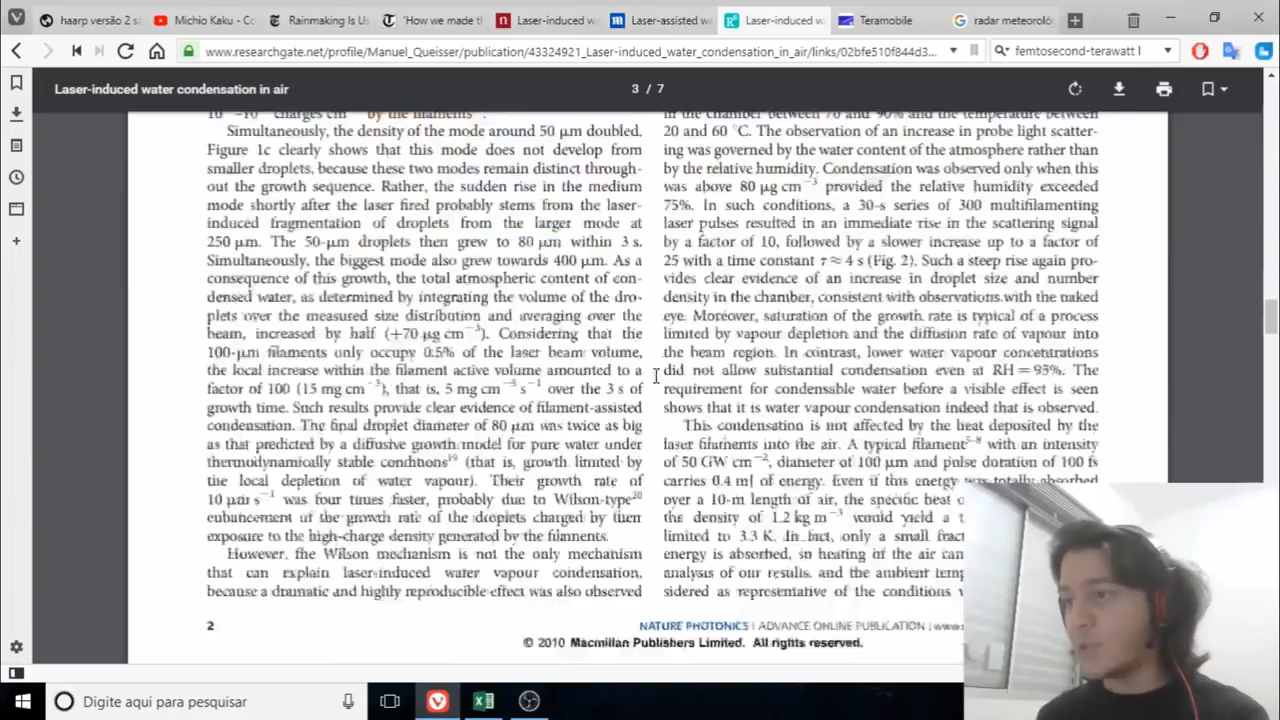 haarp versão 2 s
Michio Kaku - Co
Rainmaking Is Us
"How we made th
Laser-induced w
Laser-assisted w
Laser-induced w
Teramobile
radar meteoroló
www.researchgate.net/profile/Manuel_Queisser/publication/43324921_Laser-induced_water_condensation_in_air/links/02bfe510f844d3...
femtosecond-terawatt l
Laser-induced water condensation in air
3 / 7
by the filaments
Simultaneously, the density of the mode around 50 μm doubled.
Figure 1c clearly shows that this mode does not develop from
smaller droplets, because these two modes remain distinct through-
out the growth sequence. Rather, the sudden rise in the medium
mode shortly after the laser fired probably stems from the laser-
induced fragmentation of droplets from the larger mode at
250 μm. The 50-μm droplets then grew to 80 μm within 3 s.
Simultaneously, the biggest mode also grew towards 400 μm. As a
consequence of this growth, the total atmospheric content of con-
densed water, as determined by integrating the volume of the dro-
plets over the measured size distribution and averaging over the
beam, increased by half (+70 μg cm⁻³). Considering that the
100-μm filaments only occupy 0.5% of the laser beam volume,
the local increase within the filament active volume amounted to a
factor of 100 (15 mg cm⁻³), that is, 5 mg cm⁻³ s⁻¹ over the 3 s of
growth time. Such results provide clear evidence of filament-assisted
condensation. The final droplet diameter of 80 μm was twice as big
as that predicted by a diffusive growth model for pure water under
thermodynamically stable conditions¹⁹ (that is, growth limited by
the local depletion of water vapour). Their growth rate of
10 μm s⁻¹ was four times faster, probably due to Wilson-type²⁰
enhancement of the growth rate of the droplets charged by their
exposure to the high-charge density generated by the filaments.
However, the Wilson mechanism is not the only mechanism
that can explain laser-induced water vapour condensation,
because a dramatic and highly reproducible effect was also observed
in the chamber between 70 and 90% and the temperature between
20 and 60 °C. The observation of an increase in probe light scatter-
ing was governed by the water content of the atmosphere rather than
by the relative humidity. Condensation was observed only when this
was above 80 μg cm⁻³ provided the relative humidity exceeded
75%. In such conditions, a 30-s series of 300 multifilamenting
laser pulses resulted in an immediate rise in the scattering signal
by a factor of 10, followed by a slower increase up to a factor of
25 with a time constant τ ≈ 4 s (Fig. 2). Such a steep rise again pro-
vides clear evidence of an increase in droplet size and number
density in the chamber, consistent with observations with the naked
eye. Moreover, saturation of the growth rate is typical of a process
limited by vapour depletion and the diffusion rate of vapour into
the beam region. In contrast, lower water vapour concentrations
did not allow substantial condensation even at RH = 95%. The
requirement for condensable water before a visible effect is seen
shows that it is water vapour condensation indeed that is observed.
This condensation is not affected by the heat deposited by the
laser filaments into the air. A typical filament⁵⁻⁸ with an intensity
of 50 GW cm⁻², diameter of 100 μm and pulse duration of 100 fs
carries 0.4 mJ of energy. Even if this energy was totally absorbed
over a 10-m length of air, the specific heat o
the density of 1.2 kg m⁻³ would yield a t
limited to 3.3 K. In fact, only a small fract
energy is absorbed, so heating of the air can
analysis of our results, and the ambient temp
sidered as representative of the conditions
2
NATURE PHOTONICS | ADVANCE ONLINE PUBLICATION | www.
© 2010 Macmillan Publishers Limited. All rights reserved.
Digite aqui para pesquisar